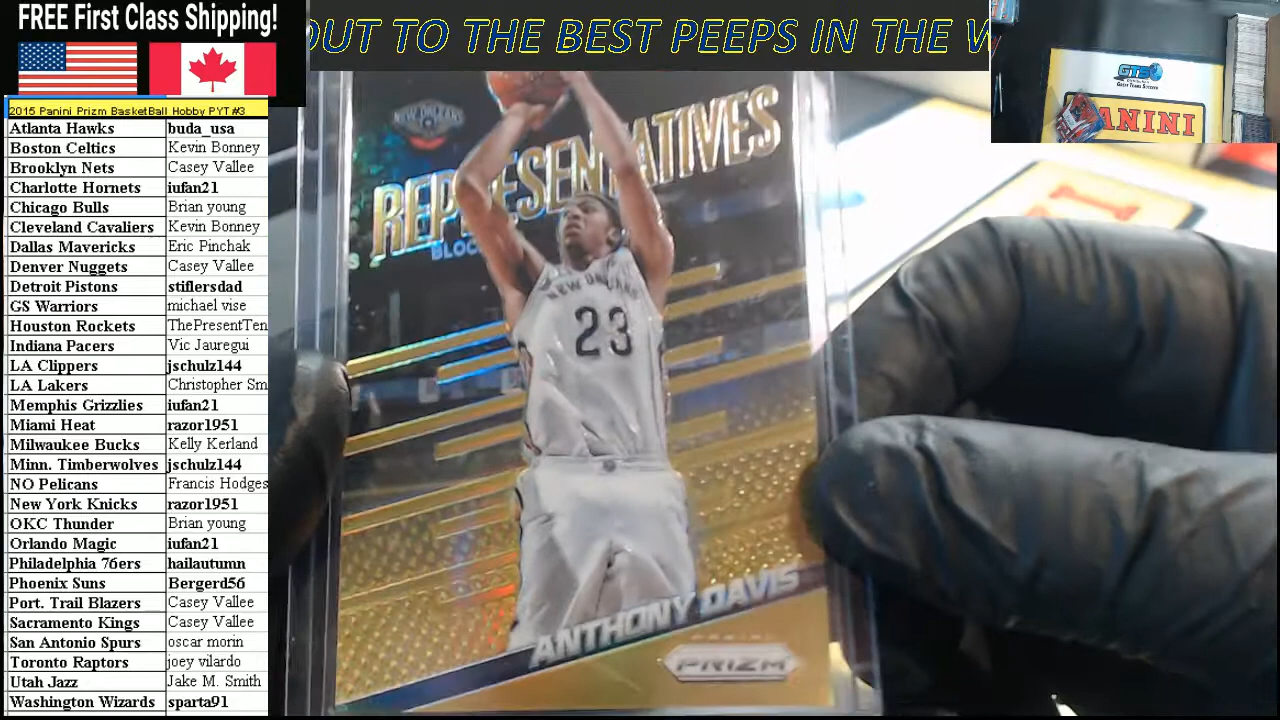 FREE First Class Shipping!
OUT TO THE BEST PEEPS IN THE
2015 Panini Prizm BasketBall Hobby PYT #3
Atlanta Hawks buda_usa
Boston Celtics Kevin Bonney
Brooklyn Nets Casey Vallee
Charlotte Hornets iufan21
Chicago Bulls Brian young
Cleveland Cavaliers Kevin Bonney
Dallas Mavericks Eric Pinchak
Denver Nuggets Casey Vallee
Detroit Pistons stiflersdad
GS Warriors michael vise
Houston Rockets ThePresentTen
Indiana Pacers Vic Jauregui
LA Clippers jschulz144
LA Lakers Christopher Sm
Memphis Grizzlies iufan21
Miami Heat razor1951
Milwaukee Bucks Kelly Kerland
Minn. Timberwolves jschulz144
NO Pelicans Francis Hodges
New York Knicks razor1951
OKC Thunder Brian young
Orlando Magic iufan21
Philadelphia 76ers hailautumn
Phoenix Suns Bergerd56
Port. Trail Blazers Casey Vallee
Sacramento Kings Casey Vallee
San Antonio Spurs oscar morin
Toronto Raptors joey vilardo
Utah Jazz Jake M. Smith
Washington Wizards sparta91
NEW ORLEANS
REPRESENTATIVES
BLOC
NEW ORLEANS
23
ANTHONY DAVIS
PANINI
PRIZM
GTS
PANINI